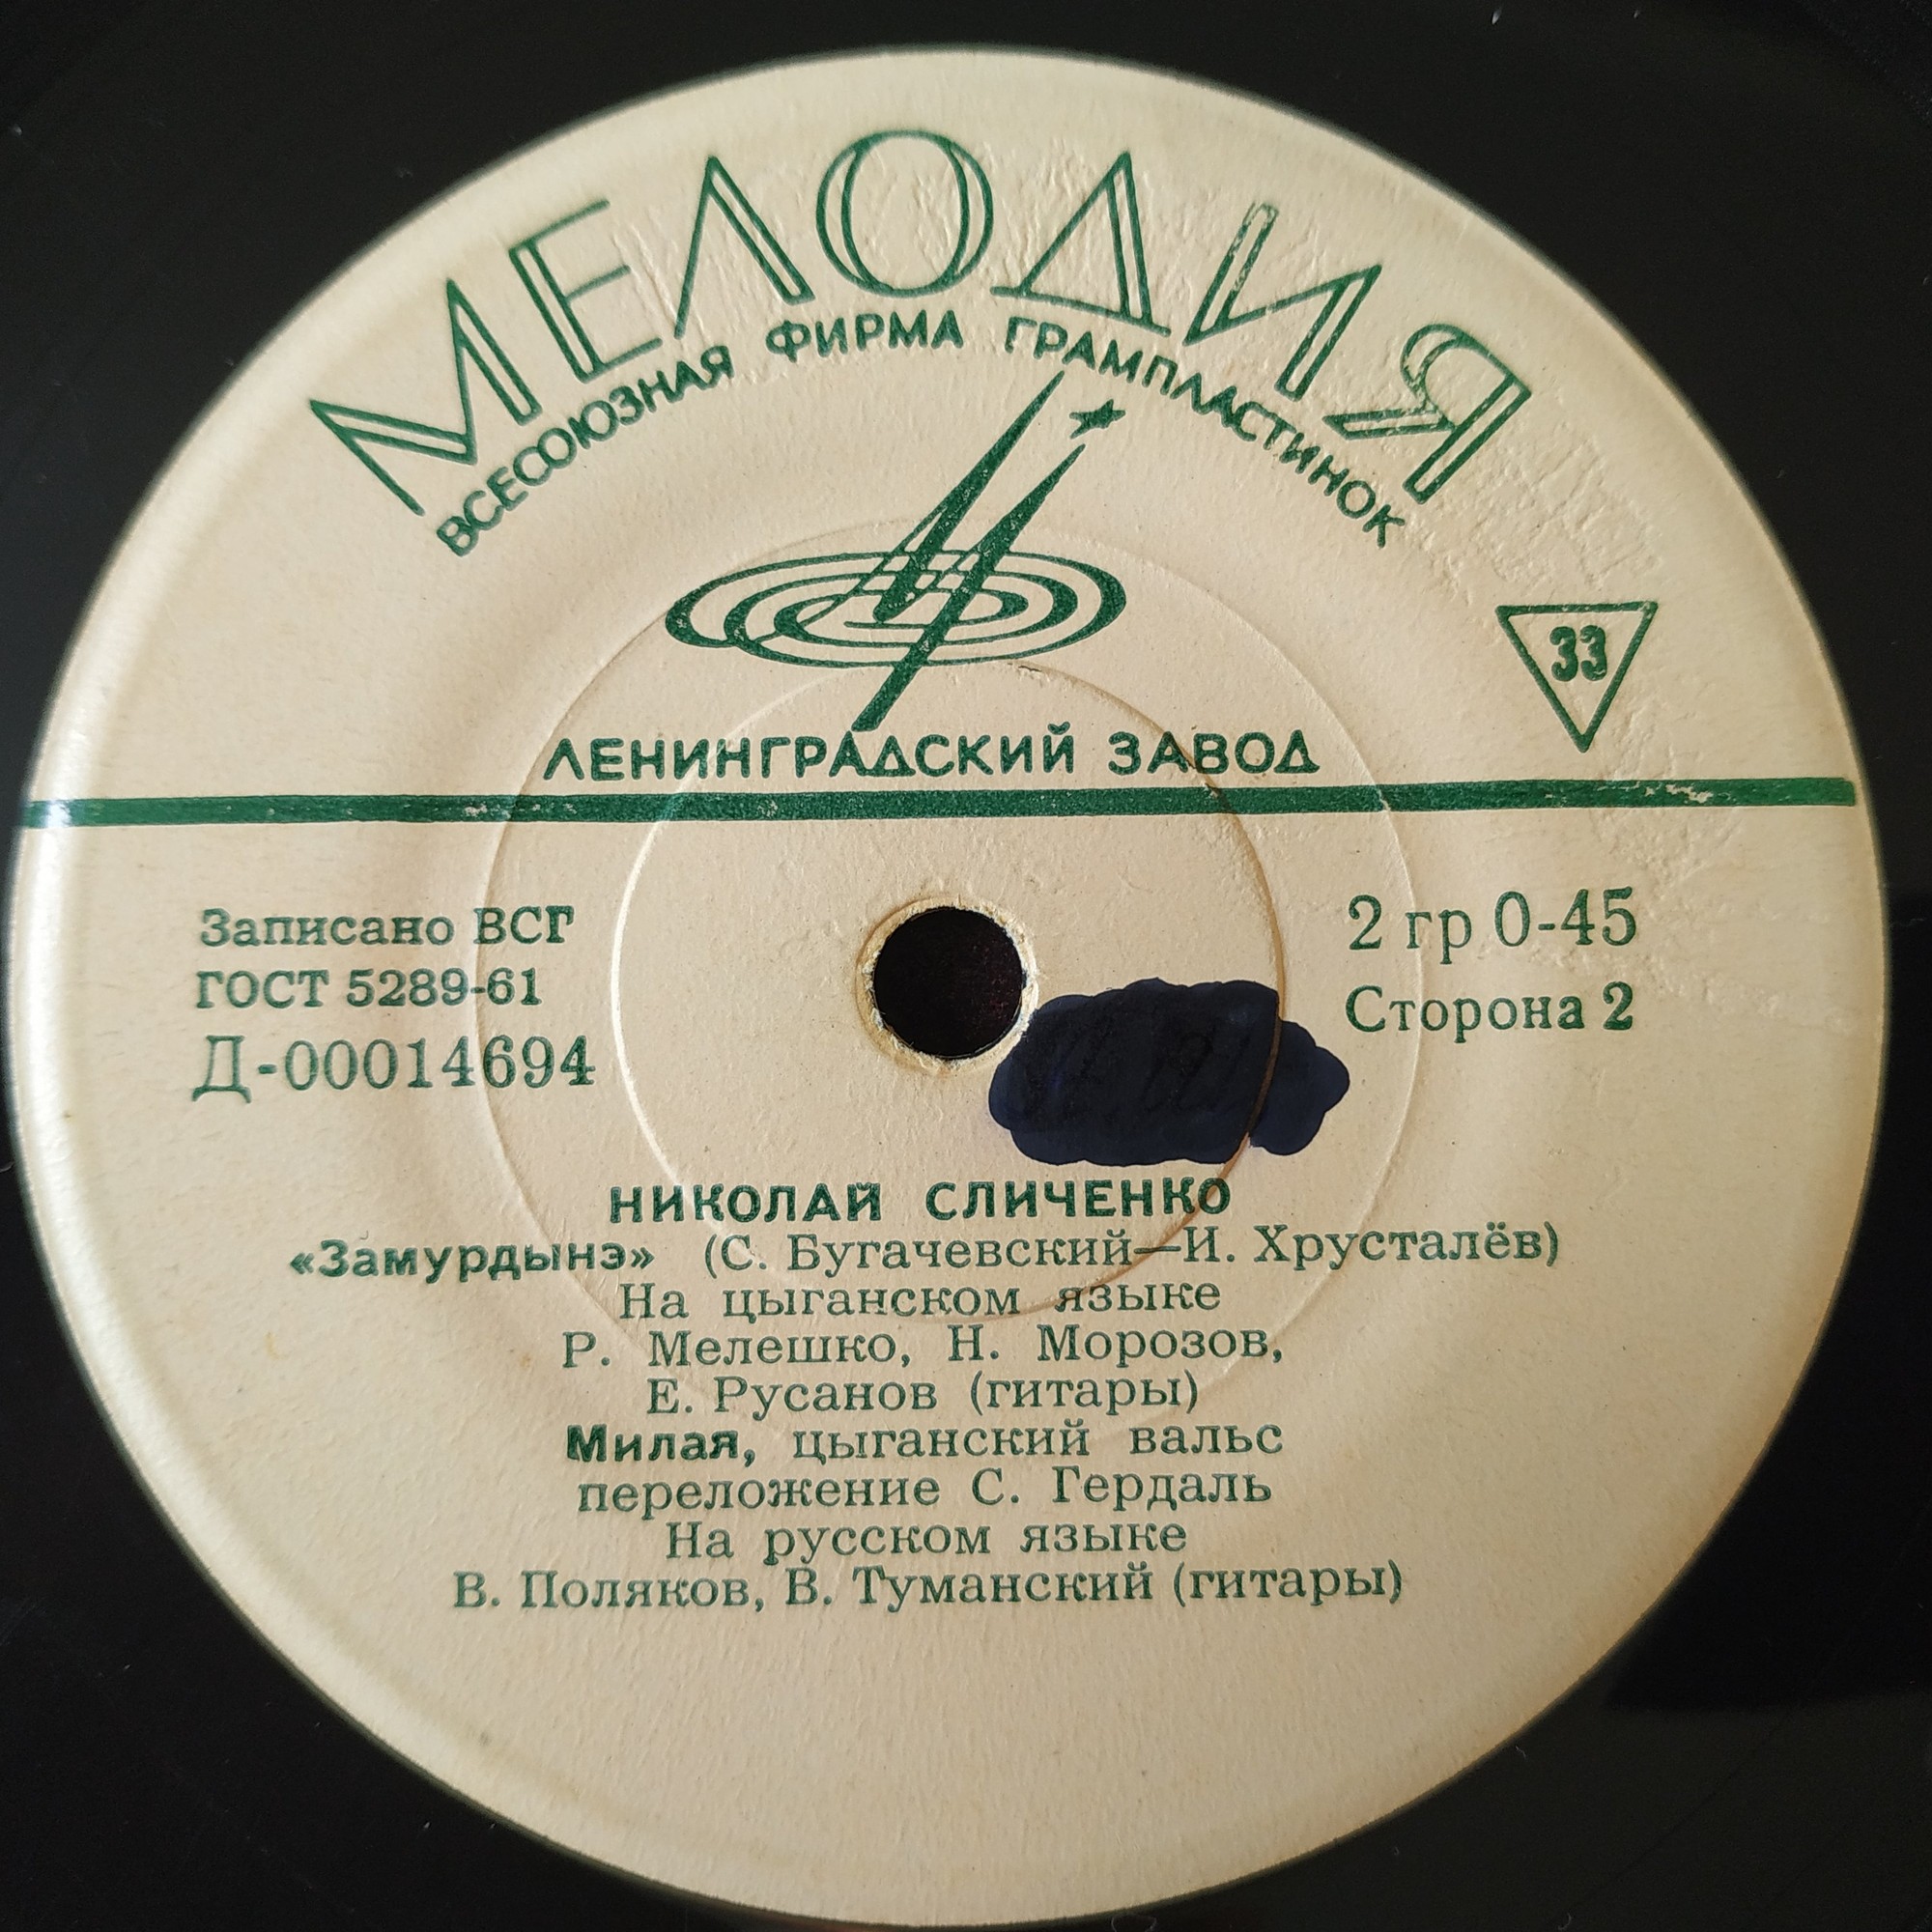 МЕЛОДИЯ
ВСЕСОЮЗНАЯ ФИРМА ГРАМПЛАСТИНОК
33
ЛЕНИНГРАДСКИЙ ЗАВОД
Записано ВСГ
ГОСТ 5289-61
Д-00014694
2 гр 0-45
Сторона 2
НИКОЛАЙ СЛИЧЕНКО
«Замурдынэ» (С. Бугачевский—И. Хрусталёв)
На цыганском языке
Р. Мелешко, Н. Морозов,
Е. Русанов (гитары)
Милая, цыганский вальс
переложение С. Гердаль
На русском языке
В. Поляков, В. Туманский (гитары)